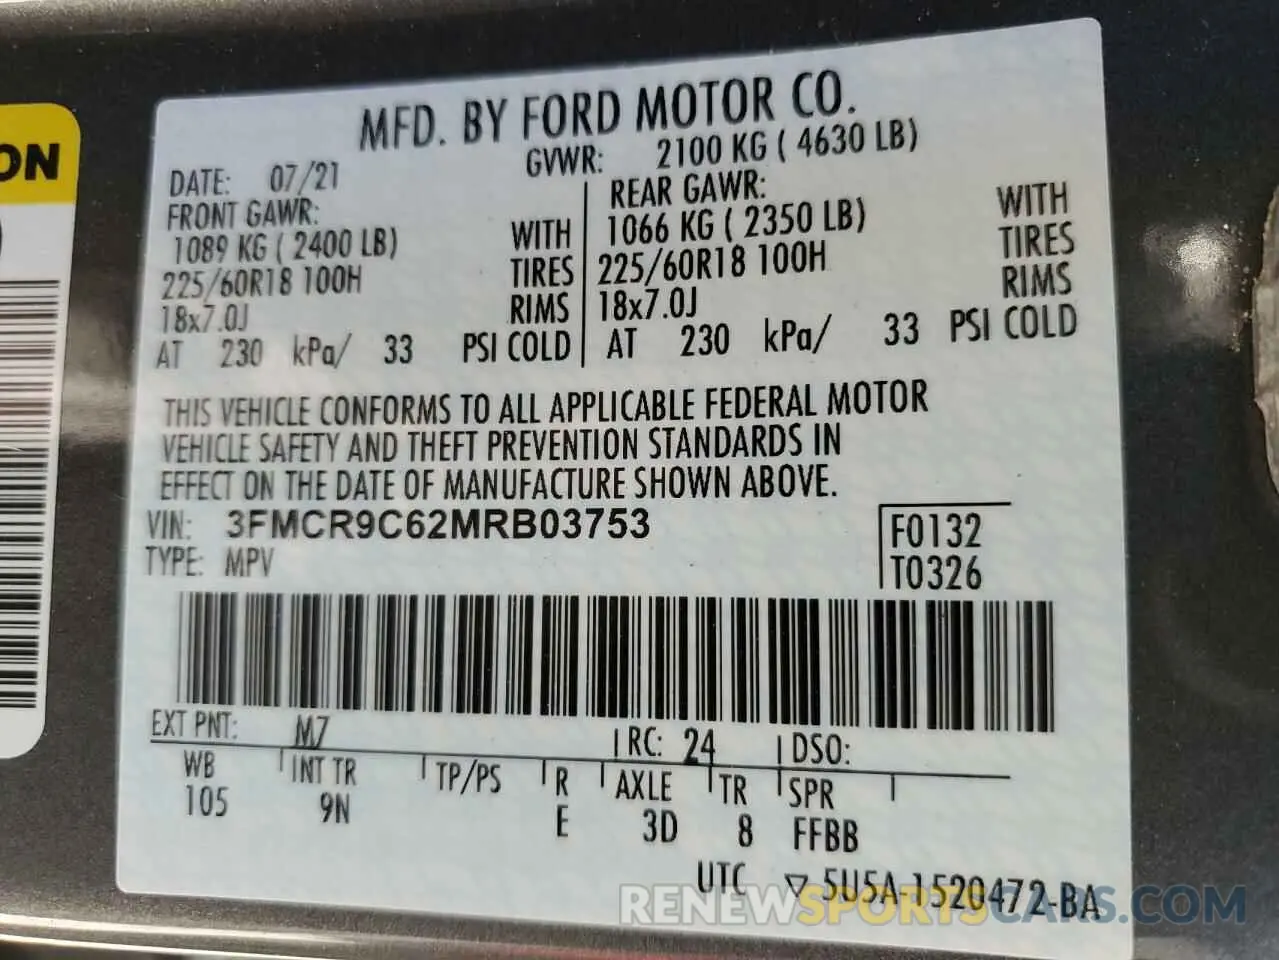 ON
MFD. BY FORD MOTOR CO.
DATE: 07/21 GVWR: 2100 KG ( 4630 LB)
FRONT GAWR: REAR GAWR:
1089 KG ( 2400 LB) WITH 1066 KG ( 2350 LB) WITH
225/60R18 100H TIRES 225/60R18 100H TIRES
18x7.0J RIMS 18x7.0J RIMS
AT 230 kPa/ 33 PSI COLD AT 230 kPa/ 33 PSI COLD
THIS VEHICLE CONFORMS TO ALL APPLICABLE FEDERAL MOTOR
VEHICLE SAFETY AND THEFT PREVENTION STANDARDS IN
EFFECT ON THE DATE OF MANUFACTURE SHOWN ABOVE.
VIN: 3FMCR9C62MRB03753 F0132
TYPE: MPV T0326
EXT PNT: M7 RC: 24 DSO:
WB INT TR TP/PS R AXLE TR SPR
105 9N E 3D 8 FFBB
UTC ▽ 5U5A-1520472-BA
RENEWSPORTSCARS.COM